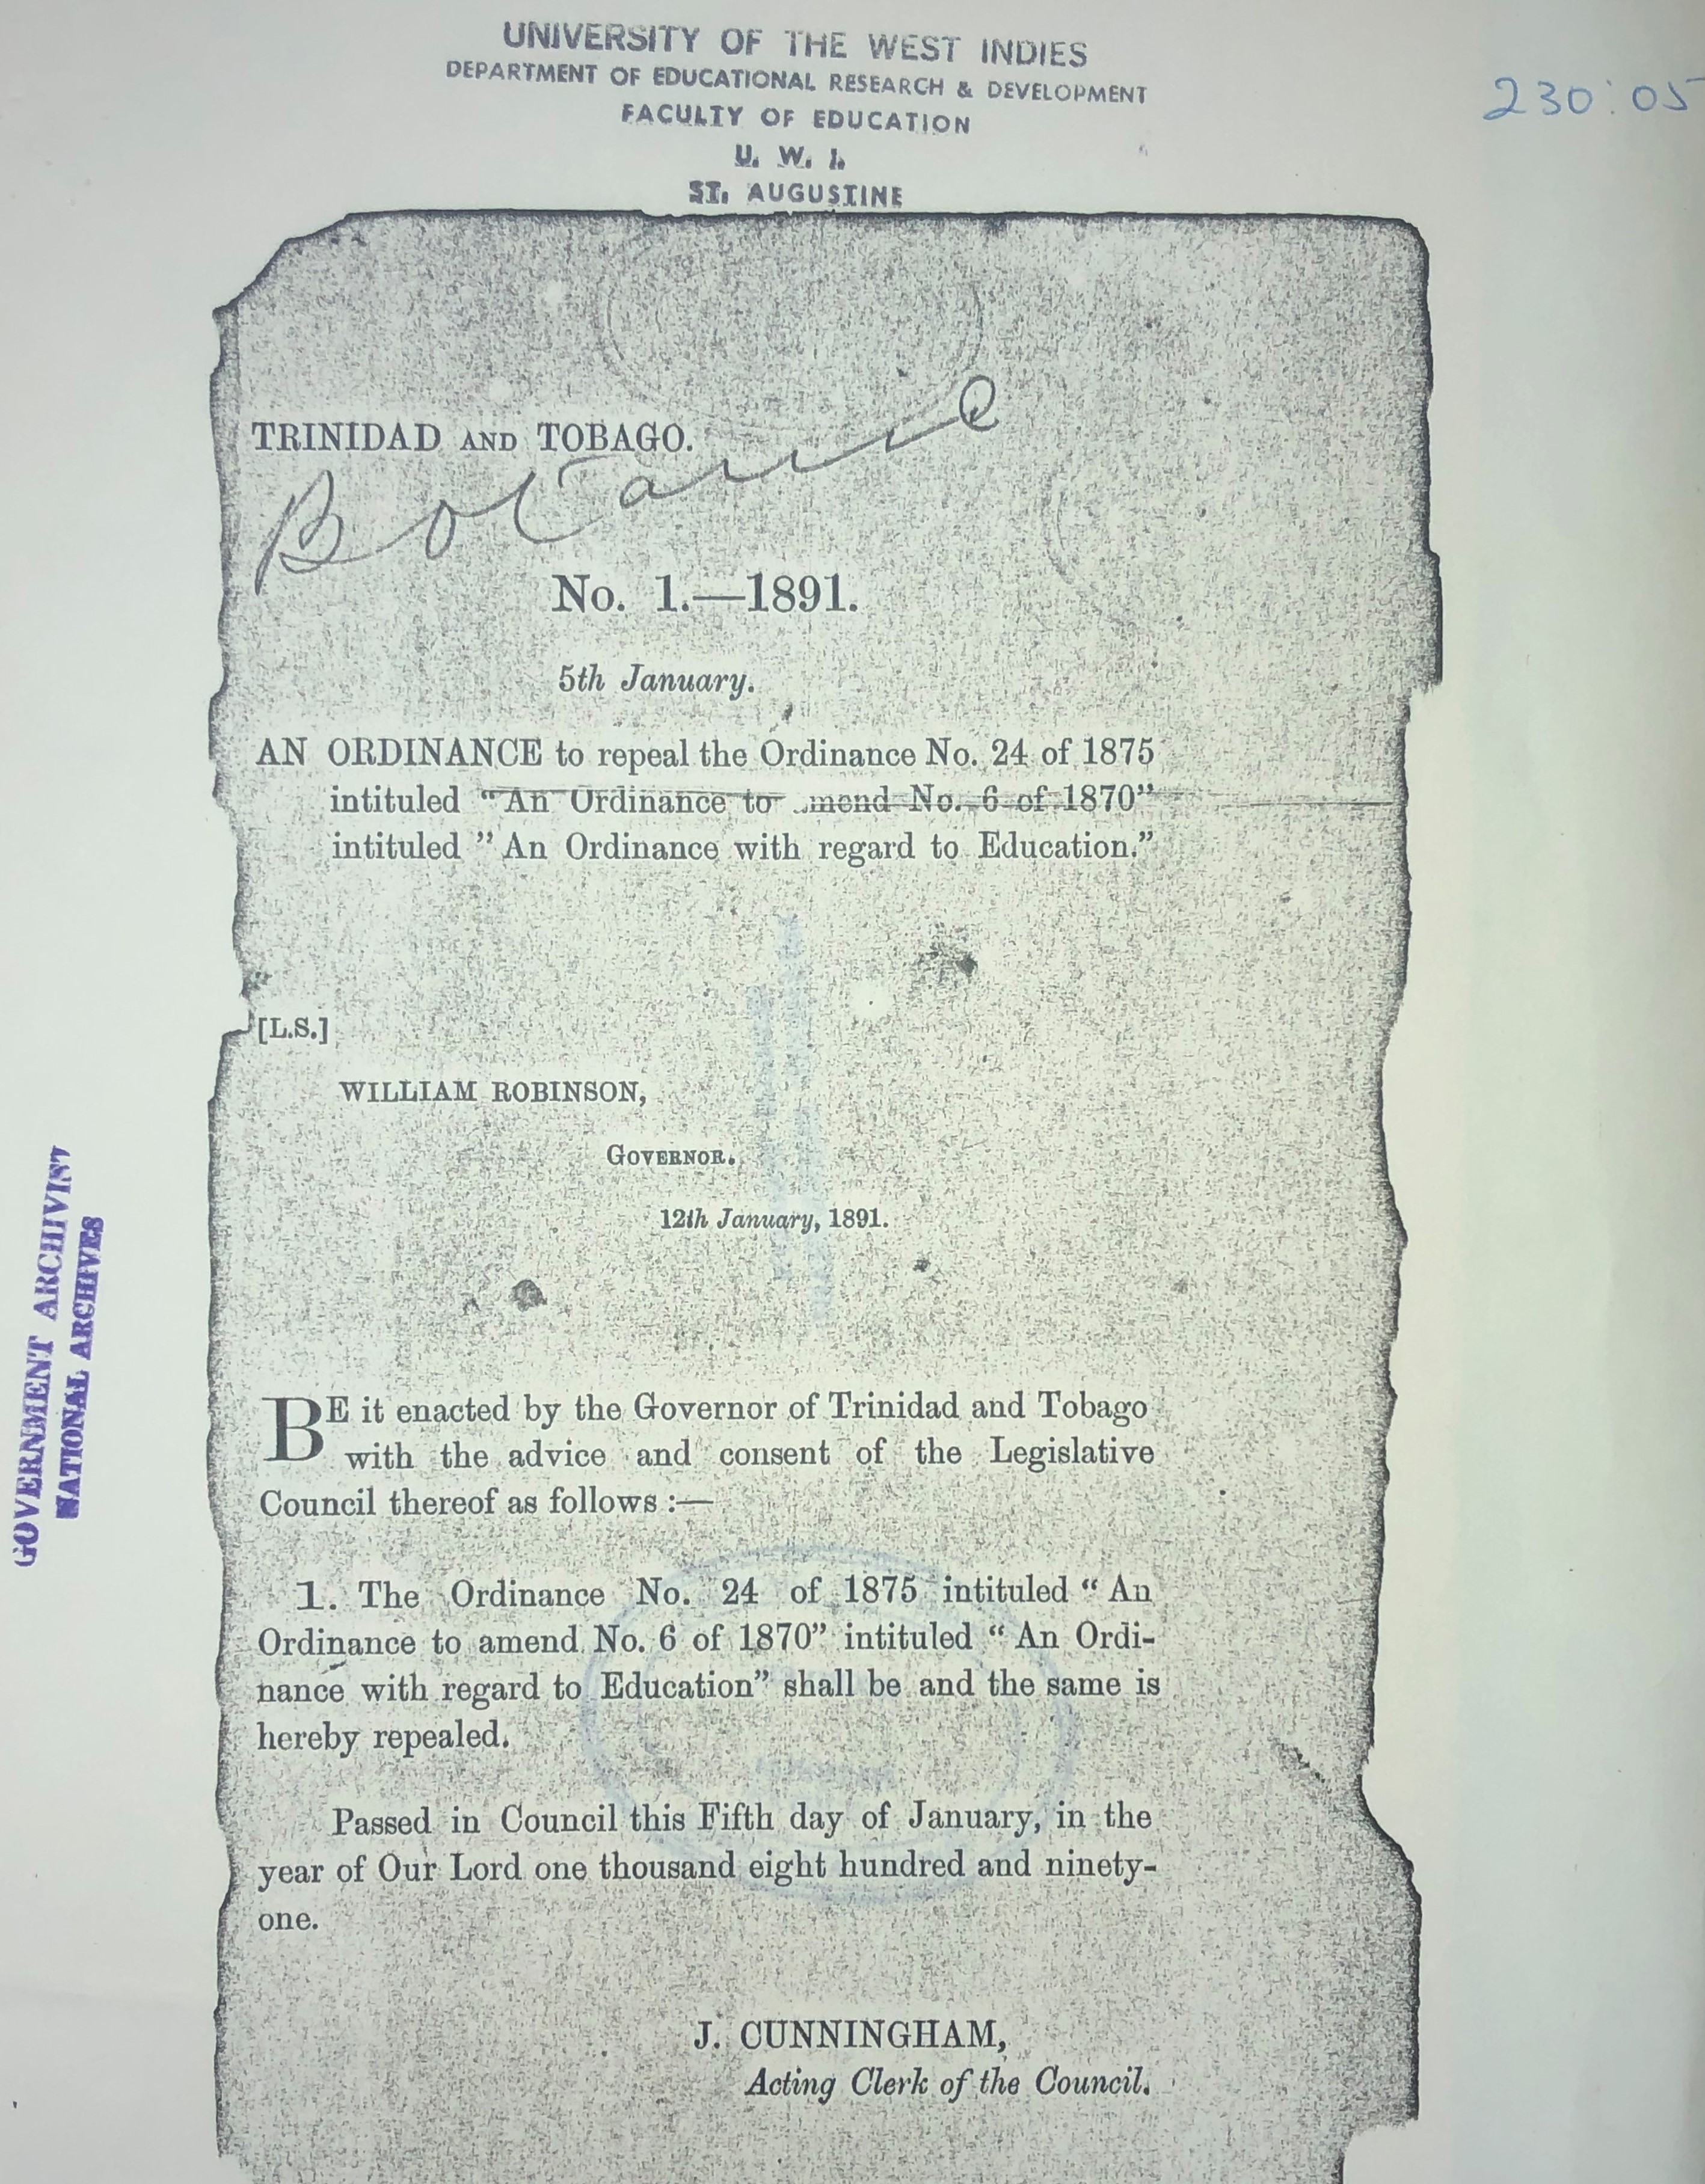 UNIVERSITY OF THE WEST INDIES
DEPARTMENT OF EDUCATIONAL RESEARCH & DEVELOPMENT
FACULTY OF EDUCATION
U. W. I.
ST. AUGUSTINE
230:05
TRINIDAD AND TOBAGO.
Botanic
No. 1.—1891.
5th January.
AN ORDINANCE to repeal the Ordinance No. 24 of 1875
intituled “An Ordinance to mend No. 6 of 1870”
intituled ” An Ordinance with regard to Education.”
[L.S.]
WILLIAM ROBINSON,
GOVERNOR.
12th January, 1891.
BE it enacted by the Governor of Trinidad and Tobago
with the advice and consent of the Legislative
Council thereof as follows :—
1. The Ordinance No. 24 of 1875 intituled “ An
Ordinance to amend No. 6 of 1870” intituled “ An Ordi-
nance with regard to Education” shall be and the same is
hereby repealed.
Passed in Council this Fifth day of January, in the
year of Our Lord one thousand eight hundred and ninety-
one.
J. CUNNINGHAM,
Acting Clerk of the Council.
GOVERNMENT ARCHIVIST
NATIONAL ARCHIVES